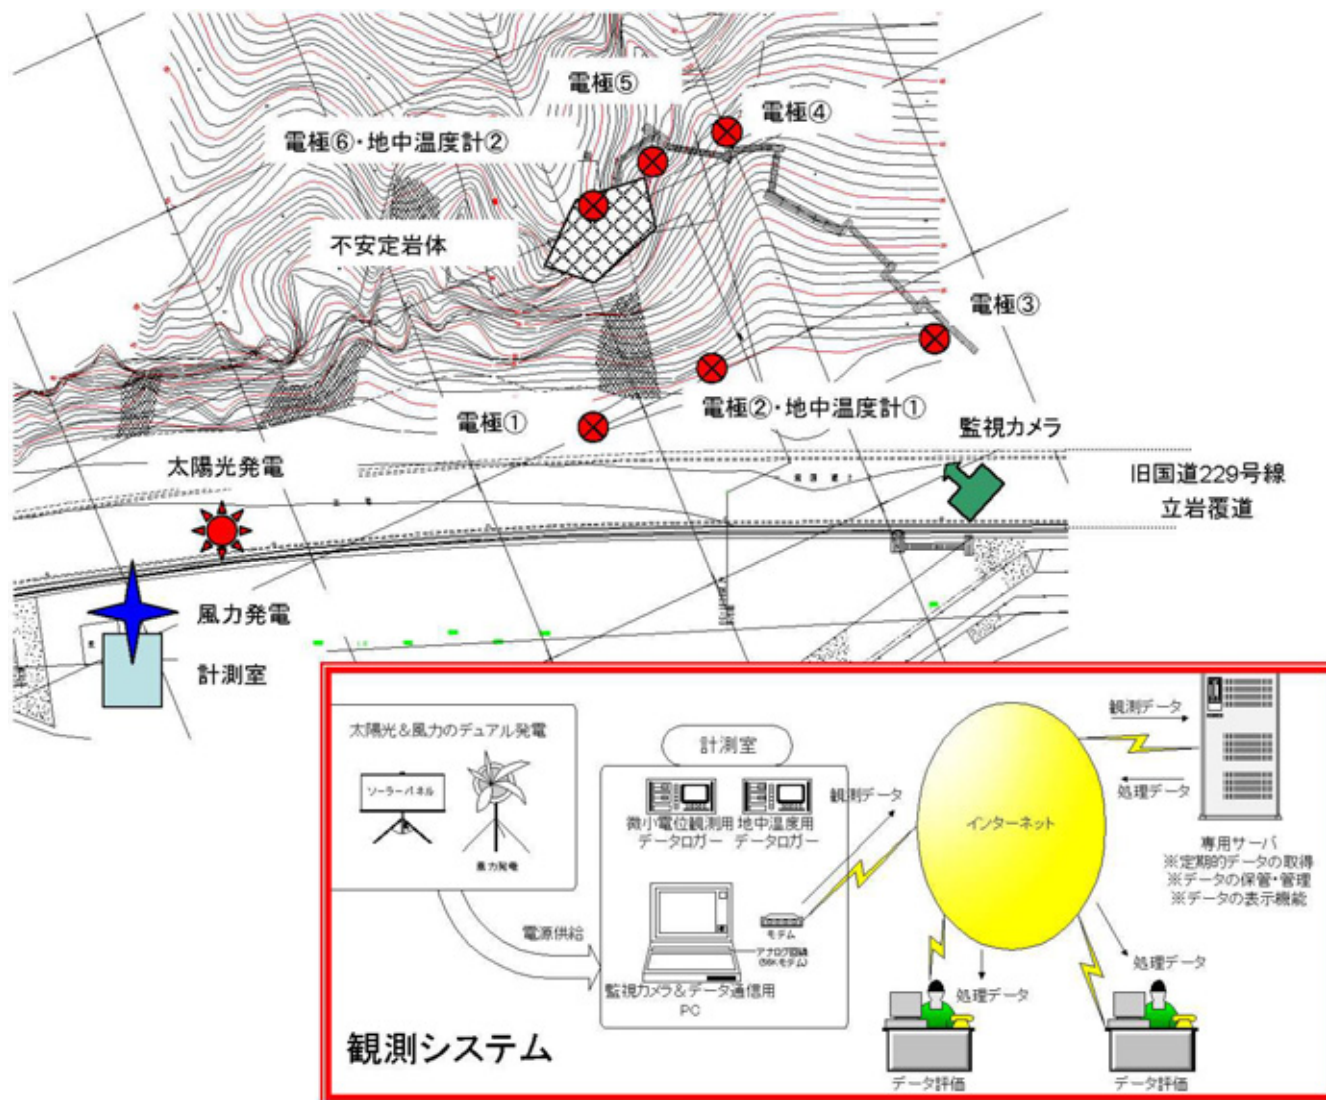 電極⑤
電極④
電極⑥・地中温度計②
不安定岩体
電極③
電極②・地中温度計①
電極①
監視カメラ
太陽光発電
旧国道229号線
立岩覆道
風力発電
計測室
太陽光&風力のデュアル発電
ソーラーパネル
風力発電
電源供給
計測室
微小電位観測用
データロガー
地中温度用
データロガー
モデム
アナログ回線
(56Kモデム)
監視カメラ&データ通信用
PC
観測データ
インターネット
観測データ
処理データ
専用サーバ
※定期的データの取得
※データの保管・管理
※データの表示機能
処理データ
処理データ
データ評価
データ評価
観測システム